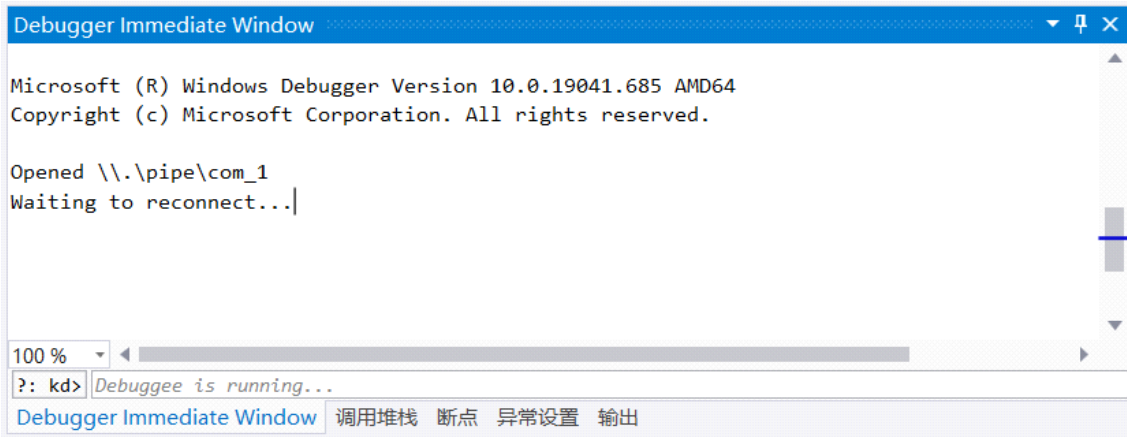 Debugger Immediate Window
Microsoft (R) Windows Debugger Version 10.0.19041.685 AMD64
Copyright (c) Microsoft Corporation. All rights reserved.
Opened \\.\pipe\com_1
Waiting to reconnect...
100 %
?: kd> Debuggee is running...
Debugger Immediate Window 调用堆栈 断点 异常设置 输出